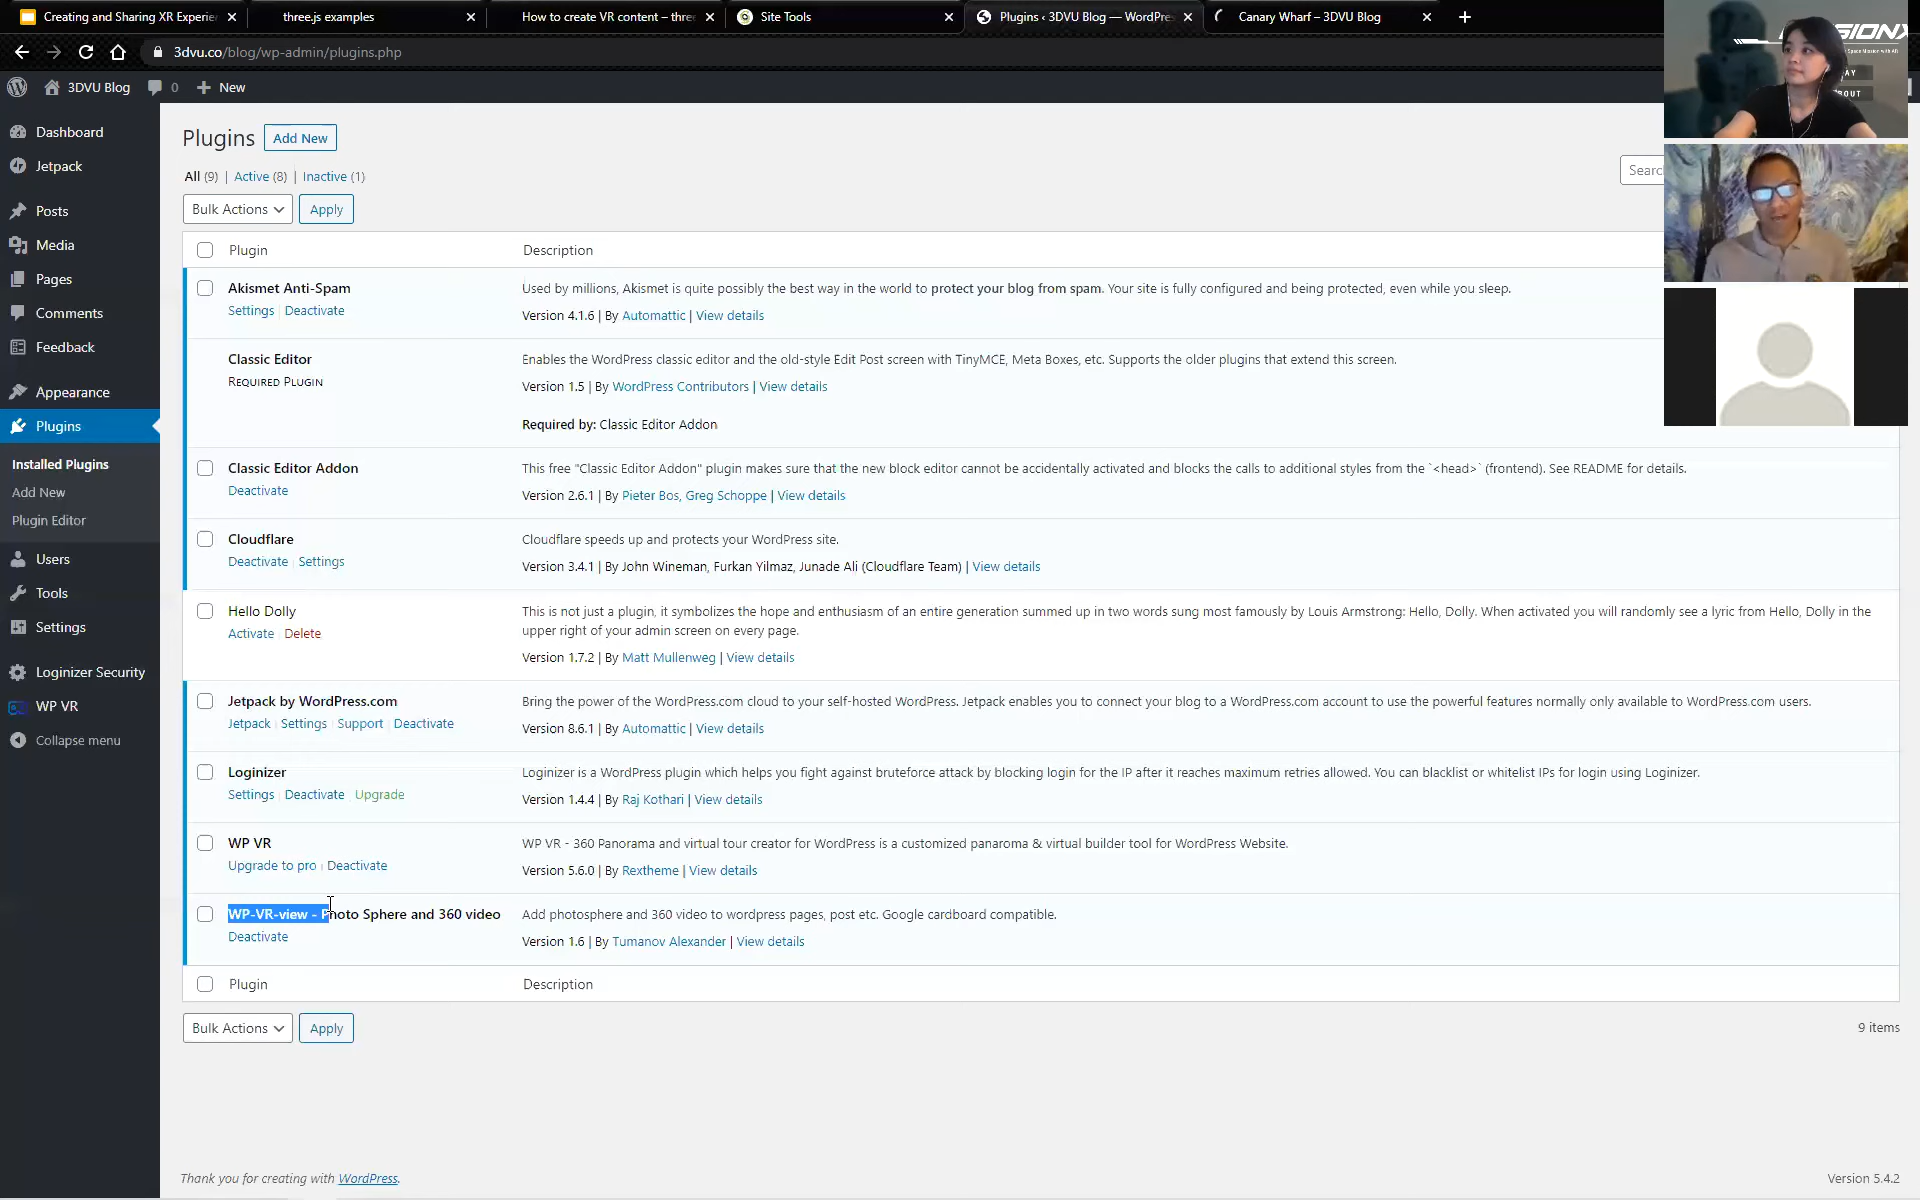 Creating and Sharing XR Experie
three.js examples
How to create VR content – thre
Site Tools
Plugins ‹ 3DVU Blog — WordPre
Canary Wharf – 3DVU Blog
3dvu.co/blog/wp-admin/plugins.php
3DVU Blog
0
New
Dashboard
Jetpack
Posts
Media
Pages
Comments
Feedback
Appearance
Plugins
Installed Plugins
Add New
Plugin Editor
Users
Tools
Settings
Loginizer Security
WP VR
Collapse menu
Plugins
Add New
All (9) | Active (8) | Inactive (1)
Searc
Bulk Actions
Apply
Plugin
Description
Akismet Anti-Spam
Settings | Deactivate
Used by millions, Akismet is quite possibly the best way in the world to protect your blog from spam. Your site is fully configured and being protected, even while you sleep.
Version 4.1.6 | By Automattic | View details
Classic Editor
REQUIRED PLUGIN
Enables the WordPress classic editor and the old-style Edit Post screen with TinyMCE, Meta Boxes, etc. Supports the older plugins that extend this screen.
Version 1.5 | By WordPress Contributors | View details
Required by: Classic Editor Addon
Classic Editor Addon
Deactivate
This free "Classic Editor Addon" plugin makes sure that the new block editor cannot be accidentally activated and blocks the calls to additional styles from the `<head>` (frontend). See README for details.
Version 2.6.1 | By Pieter Bos, Greg Schoppe | View details
Cloudflare
Deactivate | Settings
Cloudflare speeds up and protects your WordPress site.
Version 3.4.1 | By John Wineman, Furkan Yilmaz, Junade Ali (Cloudflare Team) | View details
Hello Dolly
Activate | Delete
This is not just a plugin, it symbolizes the hope and enthusiasm of an entire generation summed up in two words sung most famously by Louis Armstrong: Hello, Dolly. When activated you will randomly see a lyric from Hello, Dolly in the
upper right of your admin screen on every page.
Version 1.7.2 | By Matt Mullenweg | View details
Jetpack by WordPress.com
Jetpack | Settings | Support | Deactivate
Bring the power of the WordPress.com cloud to your self-hosted WordPress. Jetpack enables you to connect your blog to a WordPress.com account to use the powerful features normally only available to WordPress.com users.
Version 8.6.1 | By Automattic | View details
Loginizer
Settings | Deactivate | Upgrade
Loginizer is a WordPress plugin which helps you fight against bruteforce attack by blocking login for the IP after it reaches maximum retries allowed. You can blacklist or whitelist IPs for login using Loginizer.
Version 1.4.4 | By Raj Kothari | View details
WP VR
Upgrade to pro | Deactivate
WP VR - 360 Panorama and virtual tour creator for WordPress is a customized panaroma & virtual builder tool for WordPress Website.
Version 5.6.0 | By Rextheme | View details
WP-VR-view - Photo Sphere and 360 video
Deactivate
Add photosphere and 360 video to wordpress pages, post etc. Google cardboard compatible.
Version 1.6 | By Tumanov Alexander | View details
Plugin
Description
Bulk Actions
Apply
9 items
Thank you for creating with WordPress.
Version 5.4.2